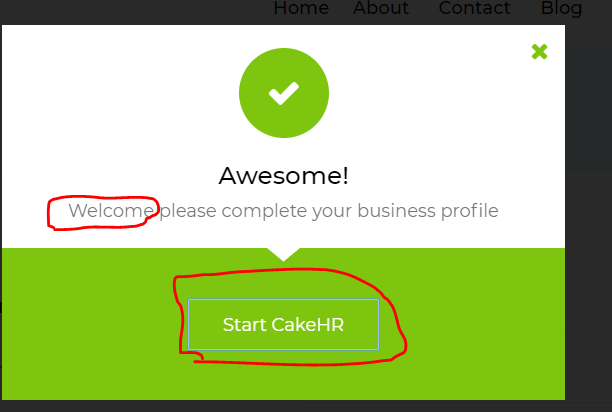 Home About Contact Blog
Awesome!
Welcome please complete your business profile
Start CakeHR